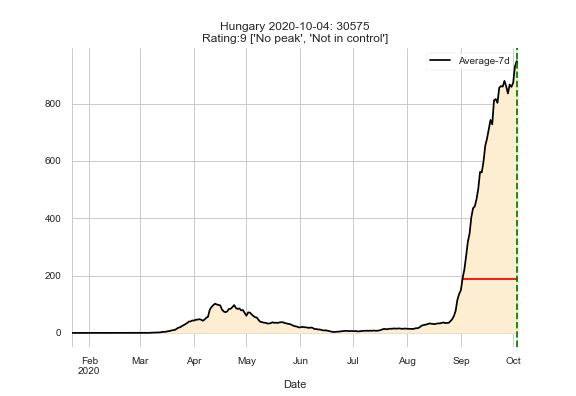 Hungary 2020-10-04: 30575
Rating:9 ['No peak', 'Not in control']
Average-7d
800
600
400
200
0
Feb Mar Apr May Jun Jul Aug Sep Oct
2020
Date